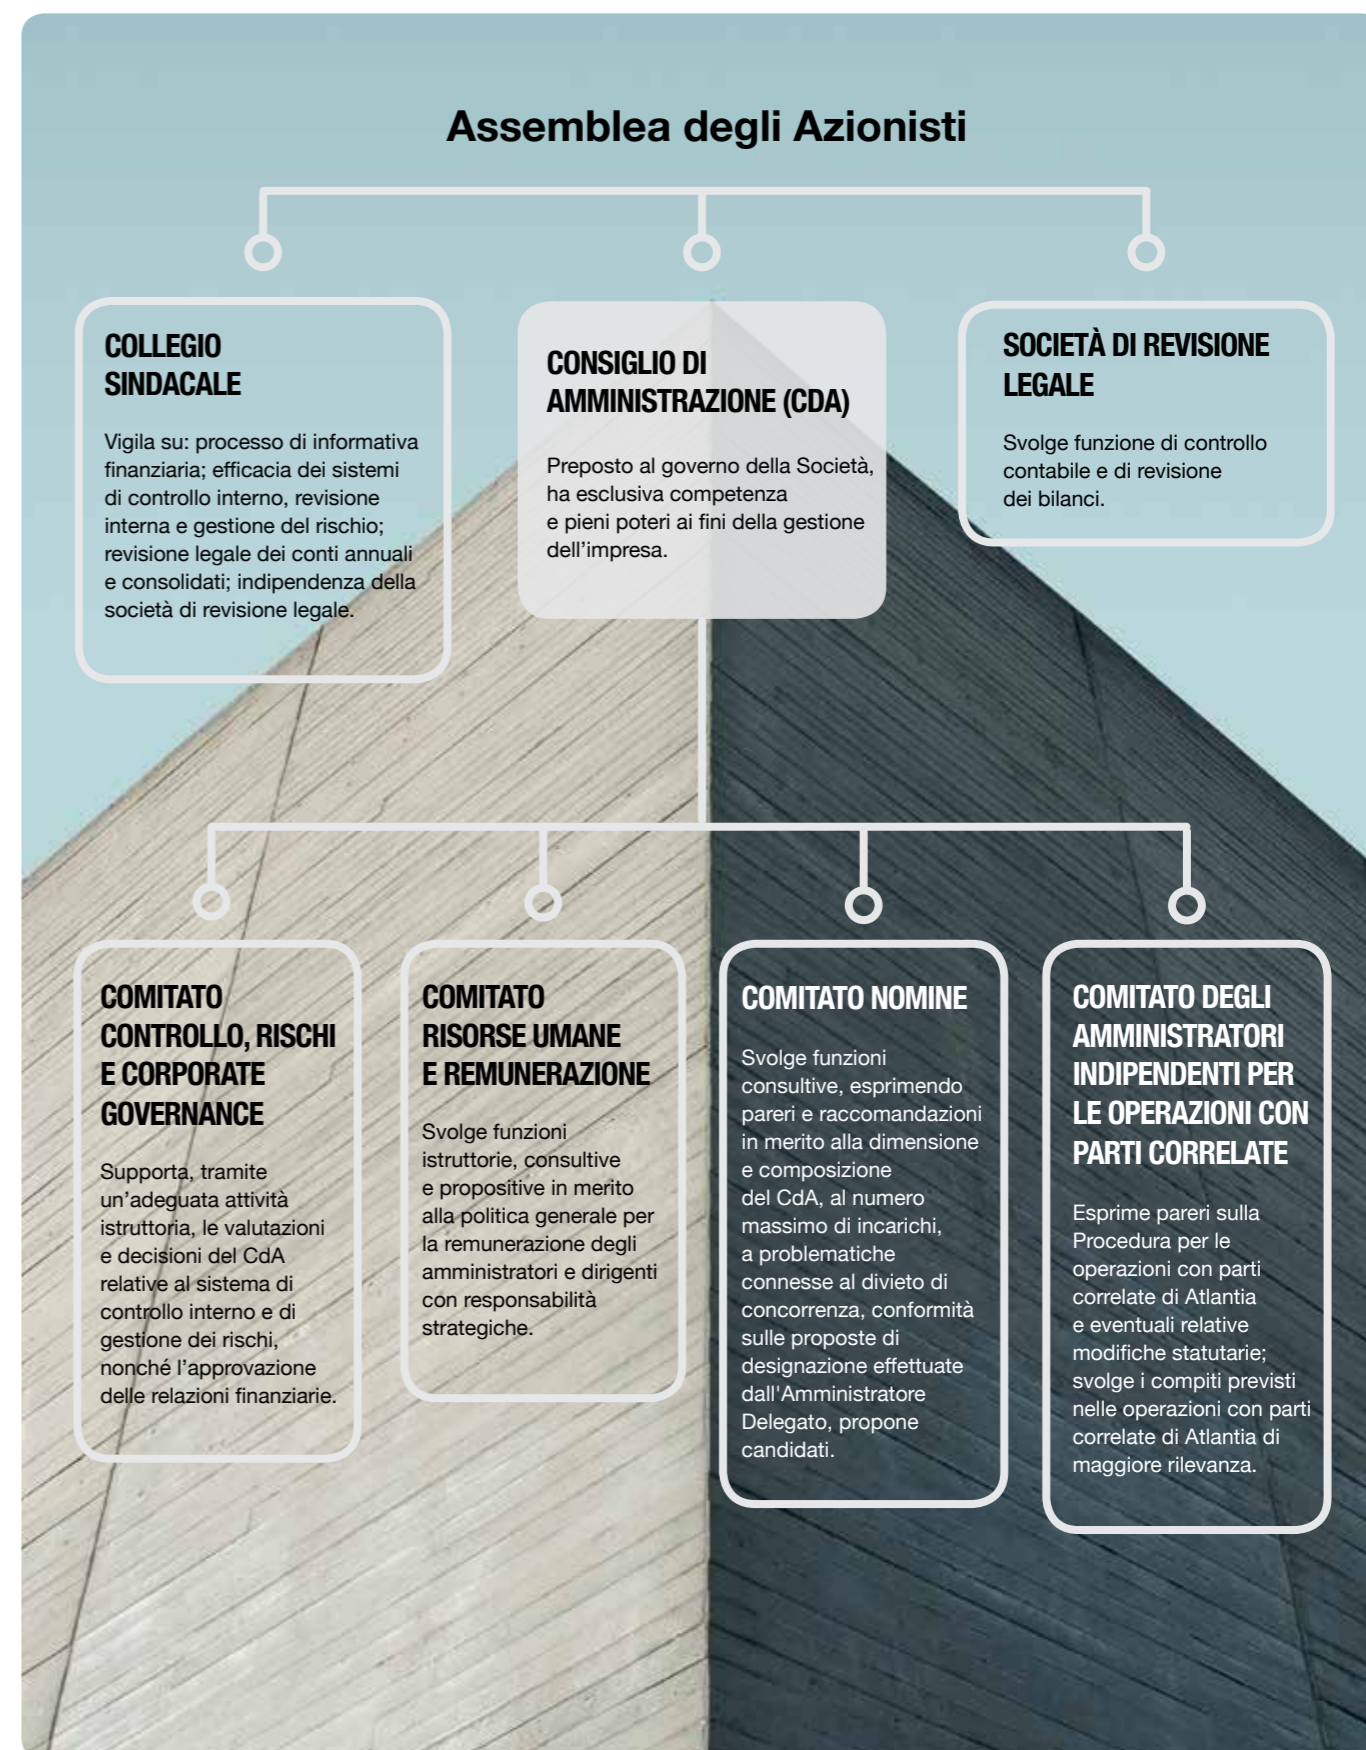 Assemblea degli Azionisti
COLLEGIO
SINDACALE
Vigila su: processo di informativa
finanziaria; efficacia dei sistemi
di controllo interno, revisione
interna e gestione del rischio;
revisione legale dei conti annuali
e consolidati; indipendenza della
società di revisione legale.
CONSIGLIO DI
AMMINISTRAZIONE (CDA)
Preposto al governo della Società,
ha esclusiva competenza
e pieni poteri ai fini della gestione
dell'impresa.
SOCIETÀ DI REVISIONE
LEGALE
Svolge funzione di controllo
contabile e di revisione
dei bilanci.
COMITATO
CONTROLLO, RISCHI
E CORPORATE
GOVERNANCE
Supporta, tramite
un'adeguata attività
istruttoria, le valutazioni
e decisioni del CdA
relative al sistema di
controllo interno e di
gestione dei rischi,
nonché l'approvazione
delle relazioni finanziarie.
COMITATO
RISORSE UMANE
E REMUNERAZIONE
Svolge funzioni
istruttorie, consultive
e propositive in merito
alla politica generale per
la remunerazione degli
amministratori e dirigenti
con responsabilità
strategiche.
COMITATO NOMINE
Svolge funzioni
consultive, esprimendo
pareri e raccomandazioni
in merito alla dimensione
e composizione
del CdA, al numero
massimo di incarichi,
a problematiche
connesse al divieto di
concorrenza, conformità
sulle proposte di
designazione effettuate
dall'Amministratore
Delegato, propone
candidati.
COMITATO DEGLI
AMMINISTRATORI
INDIPENDENTI PER
LE OPERAZIONI CON
PARTI CORRELATE
Esprime pareri sulla
Procedura per le
operazioni con parti
correlate di Atlantia
e eventuali relative
modifiche statutarie;
svolge i compiti previsti
nelle operazioni con parti
correlate di Atlantia di
maggiore rilevanza.